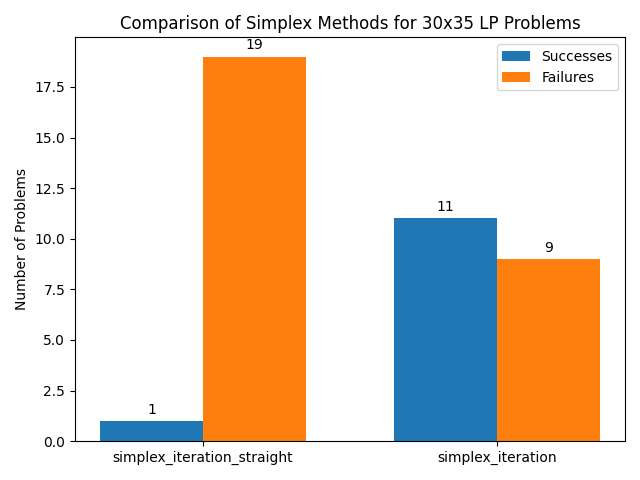 Comparison of Simplex Methods for 30x35 LP Problems
19
Successes
Failures
17.5
15.0
12.5
11
10.0
9
7.5
5.0
2.5
1
0.0
Number of Problems
simplex_iteration_straight
simplex_iteration